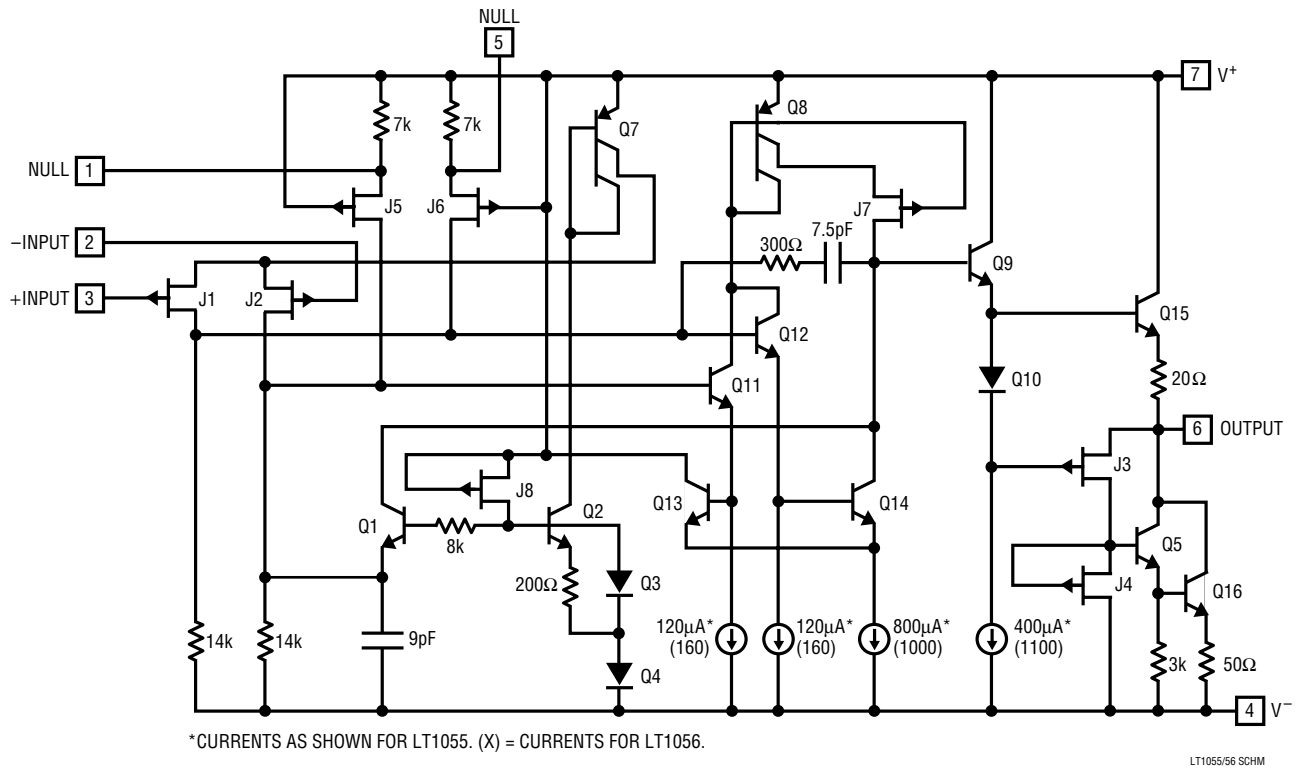 NULL
5
7 V+
7k
7k
Q7
Q8
NULL 1
J5
J6
J7
–INPUT 2
7.5pF
300Ω
Q9
+INPUT 3
J1
J2
Q12
Q15
Q11
Q10
20Ω
6 OUTPUT
J3
J8
Q13
Q14
Q1
8k
Q2
Q5
200Ω
Q3
J4
Q16
14k
14k
9pF
Q4
120µA*
(160)
120µA*
(160)
800µA*
(1000)
400µA*
(1100)
3k
50Ω
4 V–
*CURRENTS AS SHOWN FOR LT1055. (X) = CURRENTS FOR LT1056.
LT1055/56 SCHM